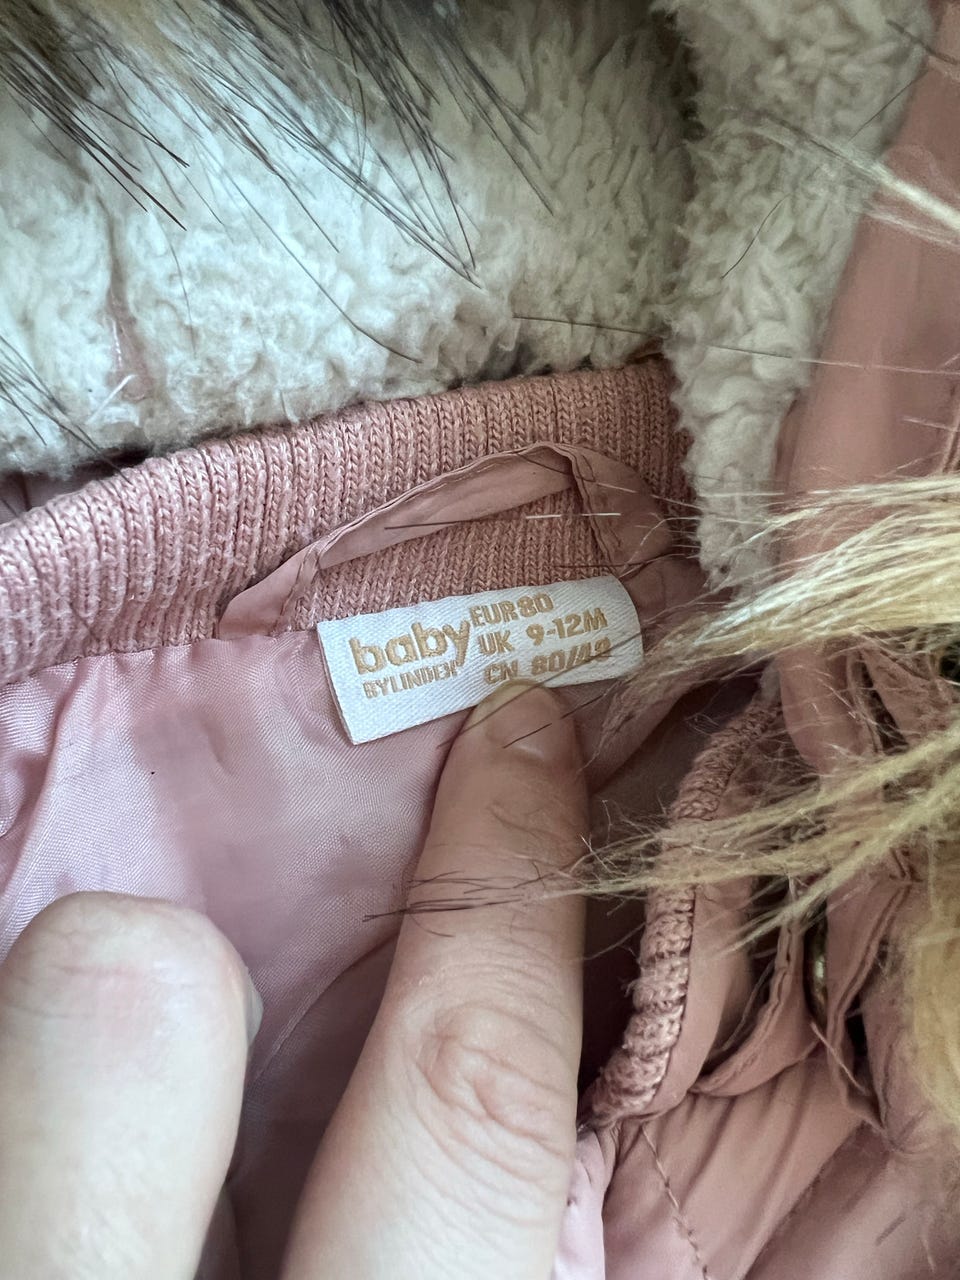 baby
BYLINDEX
EUR 80
UK 9-12M
CN 80/48